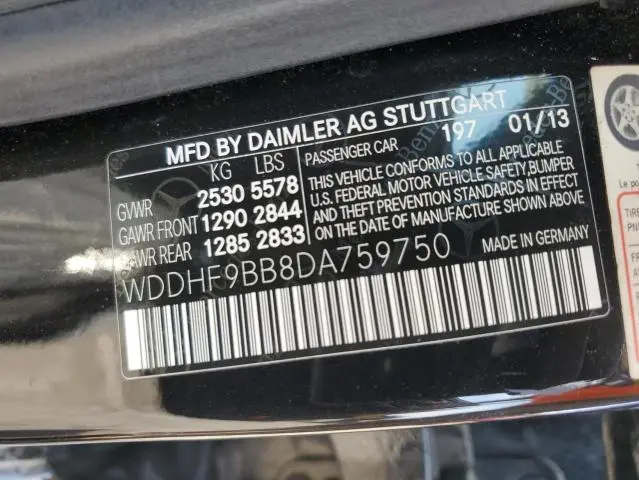 MFD BY DAIMLER AG STUTTGART
KG LBS
GVWR 2530 5578
GAWR FRONT 1290 2844
GAWR REAR 1285 2833
PASSENGER CAR 197 01/13
THIS VEHICLE CONFORMS TO ALL APPLICABLE
U.S. FEDERAL MOTOR VEHICLE SAFETY, BUMPER
AND THEFT PREVENTION STANDARDS IN EFFECT
ON THE DATE OF MANUFACTURE SHOWN ABOVE
WDDHF9BB8DA759750
MADE IN GERMANY